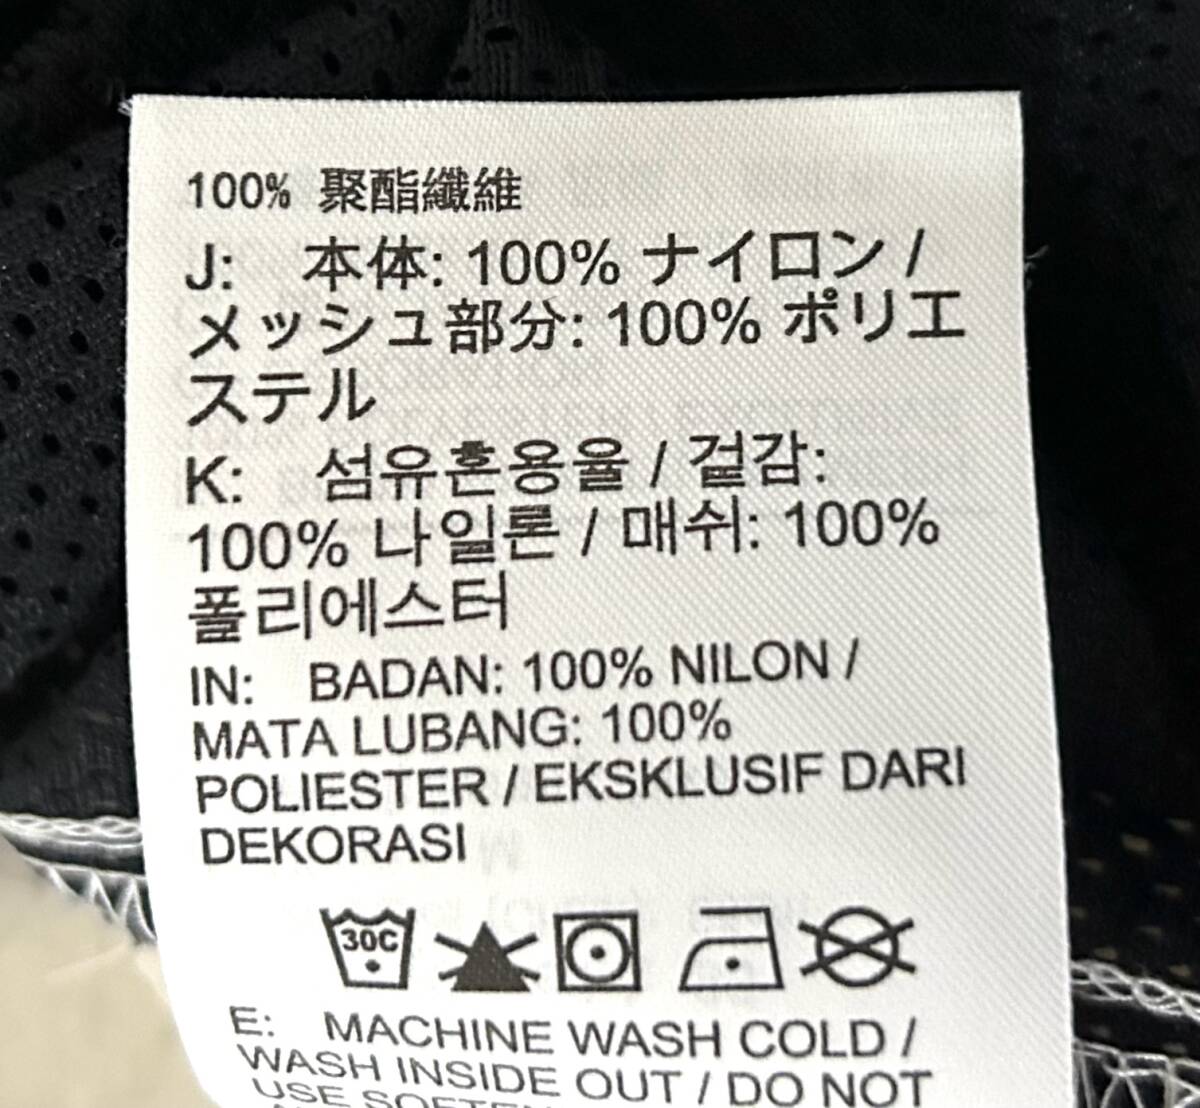 100% 聚酯纖維
J: 本体: 100% ナイロン /
メッシュ部分: 100% ポリエ
ステル
K: 섬유혼용율 / 겉감:
100% 나일론 / 매쉬: 100%
폴리에스터
IN: BADAN: 100% NILON /
MATA LUBANG: 100%
POLIESTER / EKSKLUSIF DARI
DEKORASI
30C
E: MACHINE WASH COLD /
WASH INSIDE OUT / DO NOT
USE